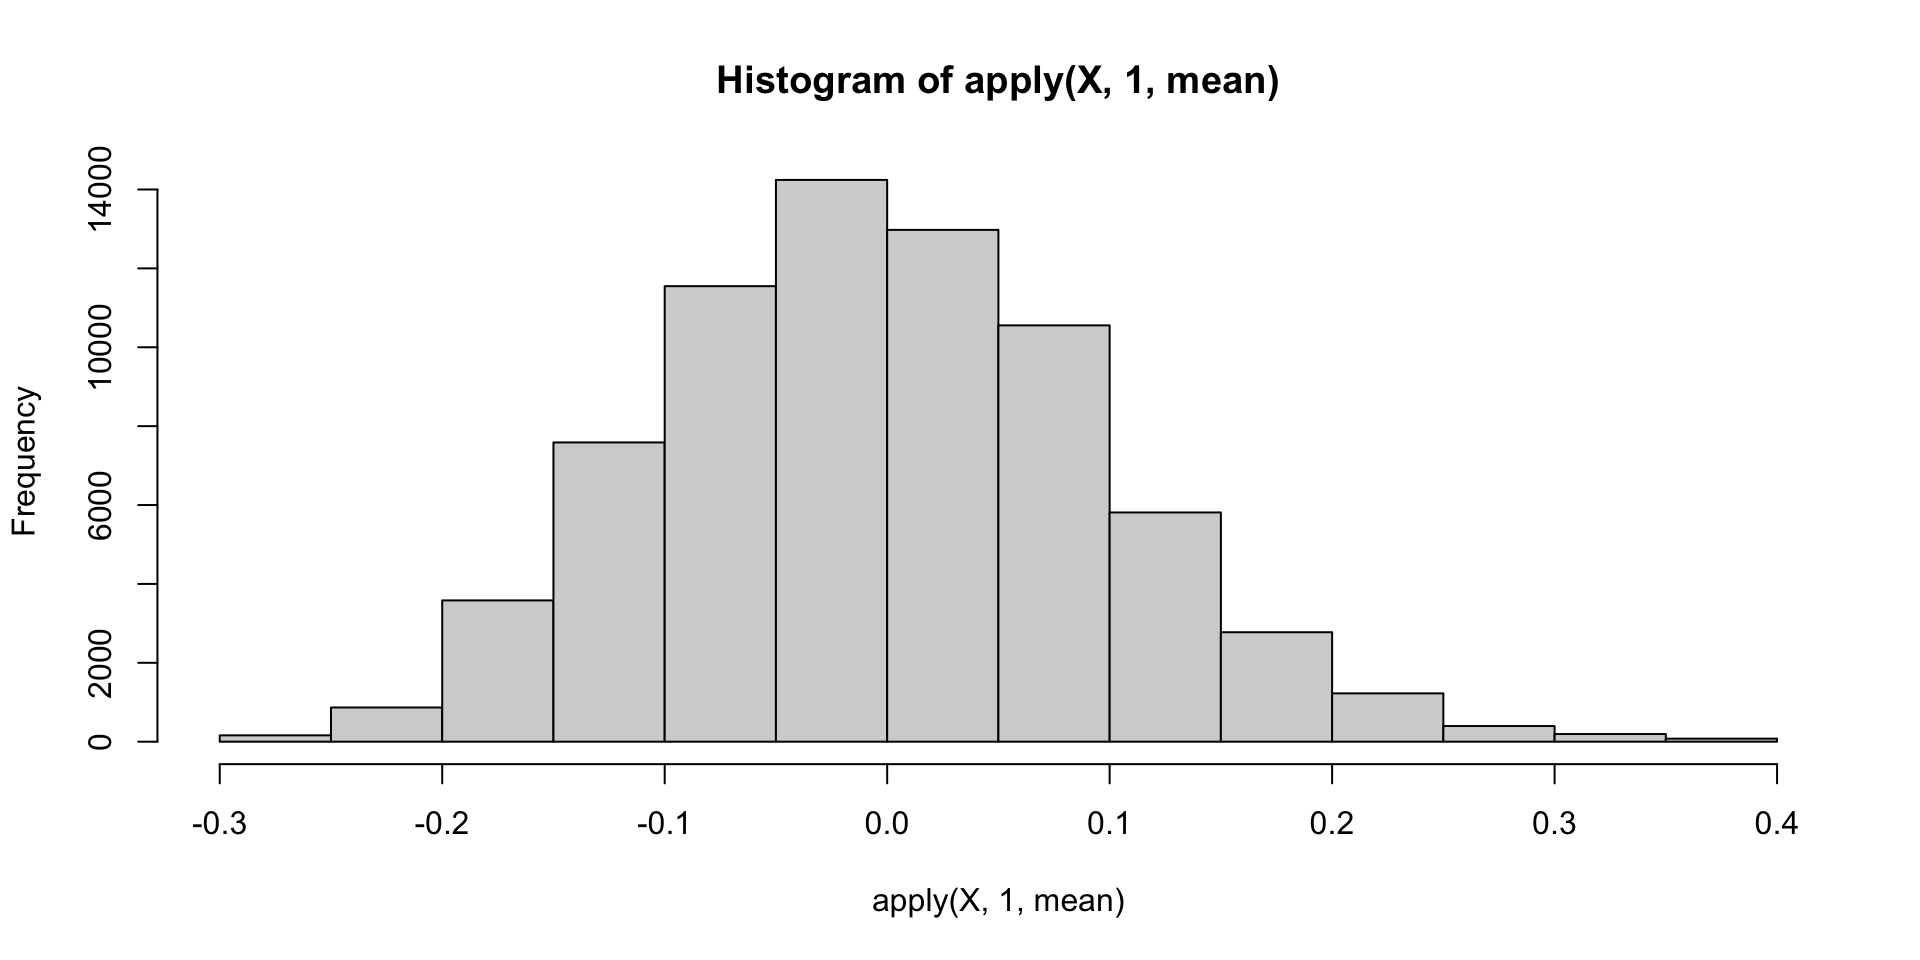 Histogram of apply(X, 1, mean)
14000
10000
6000
2000
0
Frequency
-0.3 -0.2 -0.1 0.0 0.1 0.2 0.3 0.4
apply(X, 1, mean)